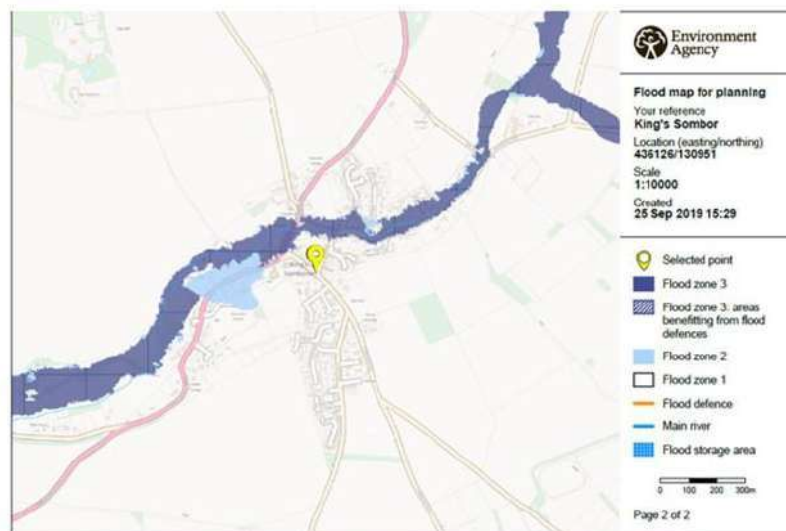 Environment
Agency
Flood map for planning
Your reference
King's Sombor
Location (easting/northing)
436126/130951
Scale
1:10000
Created
25 Sep 2019 15:29
Selected point
Flood zone 3
Flood zone 3: areas
benefitting from flood
defences
Flood zone 2
Flood zone 1
Flood defence
Main river
Flood storage area
0 100 200 300m
Page 2 of 2